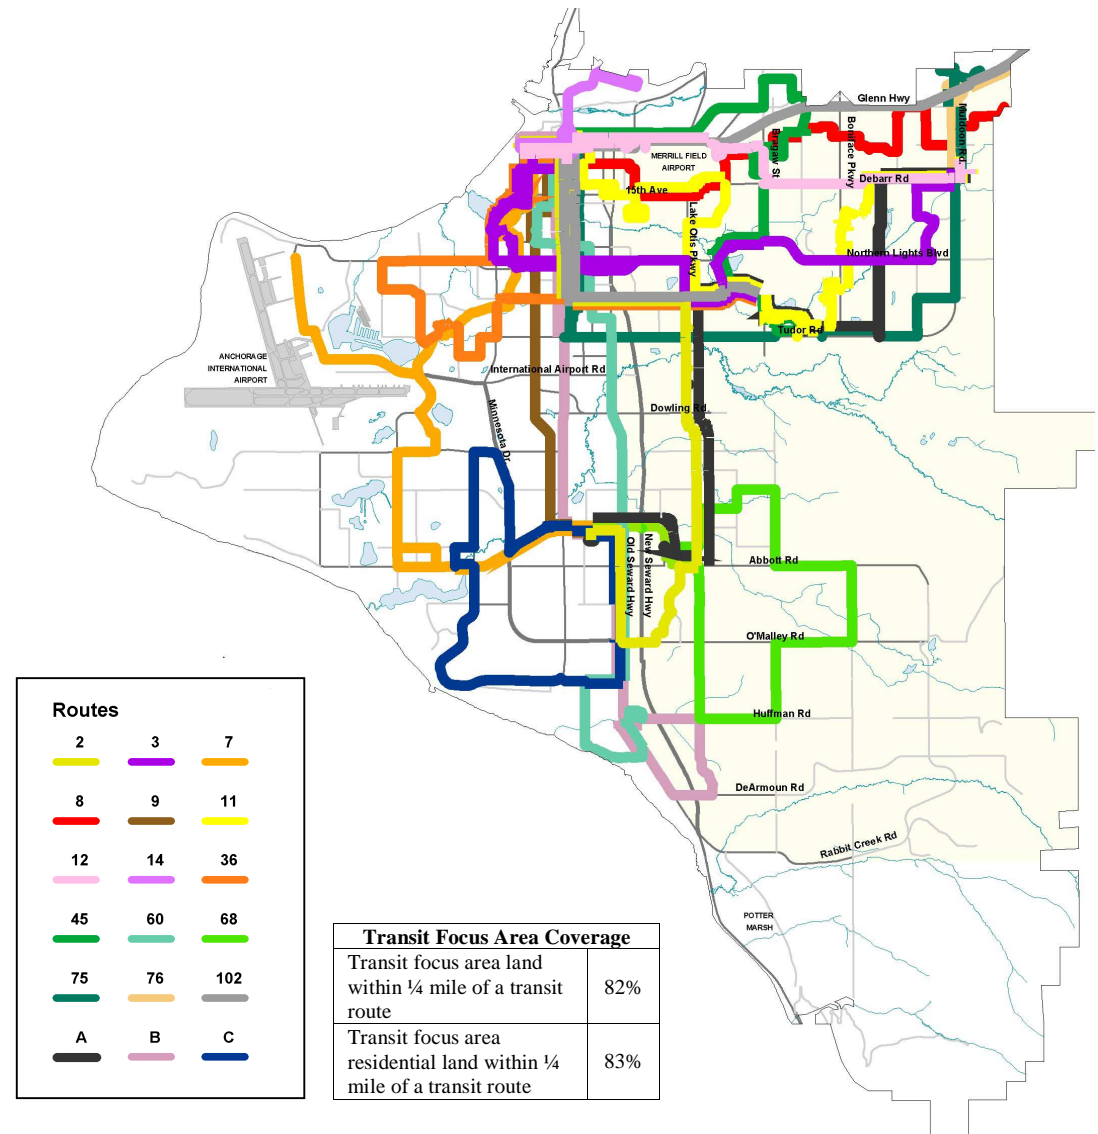 Glenn Hwy
Muldoon Rd.
Boniface Pkwy
Bragaw St
MERRILL FIELD
AIRPORT
Debarr Rd
15th Ave
Lake Otis Pkwy
Northern Lights Blvd
Tudor Rd
ANCHORAGE
INTERNATIONAL
AIRPORT
International Airport Rd
Minnesota Dr
Dowling Rd
Old Seward Hwy
New Seward Hwy
Abbott Rd
O'Malley Rd
Huffman Rd
DeArmoun Rd
Rabbit Creek Rd
POTTER
MARSH
Routes
2 3 7
8 9 11
12 14 36
45 60 68
75 76 102
A B C
Transit Focus Area Coverage
Transit focus area land
within ¼ mile of a transit 82%
route
Transit focus area
residential land within ¼ 83%
mile of a transit route